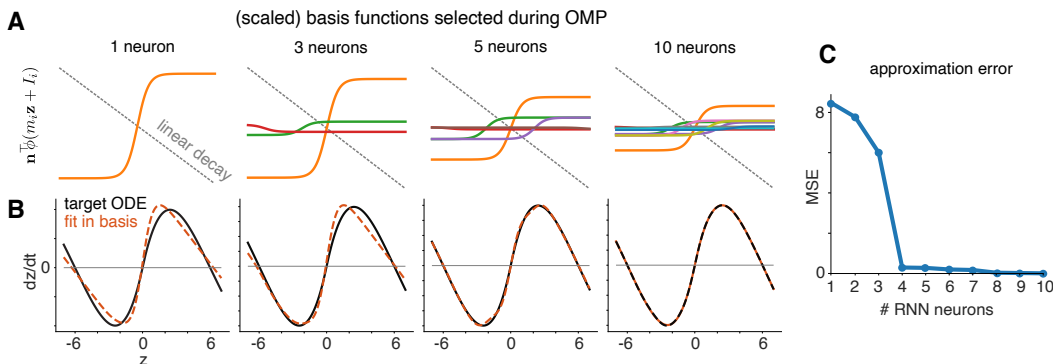 (scaled) basis functions selected during OMP
A
1 neuron
3 neurons
5 neurons
10 neurons
n⊤ϕ(mᵢz + Iᵢ)
linear decay
B
target ODE
fit in basis
dz/dt
0
-6 0 6
-6 0 6
-6 0 6
-6 0 6
z
C
approximation error
MSE
8
0
1 2 3 4 5 6 7 8 9 10
# RNN neurons